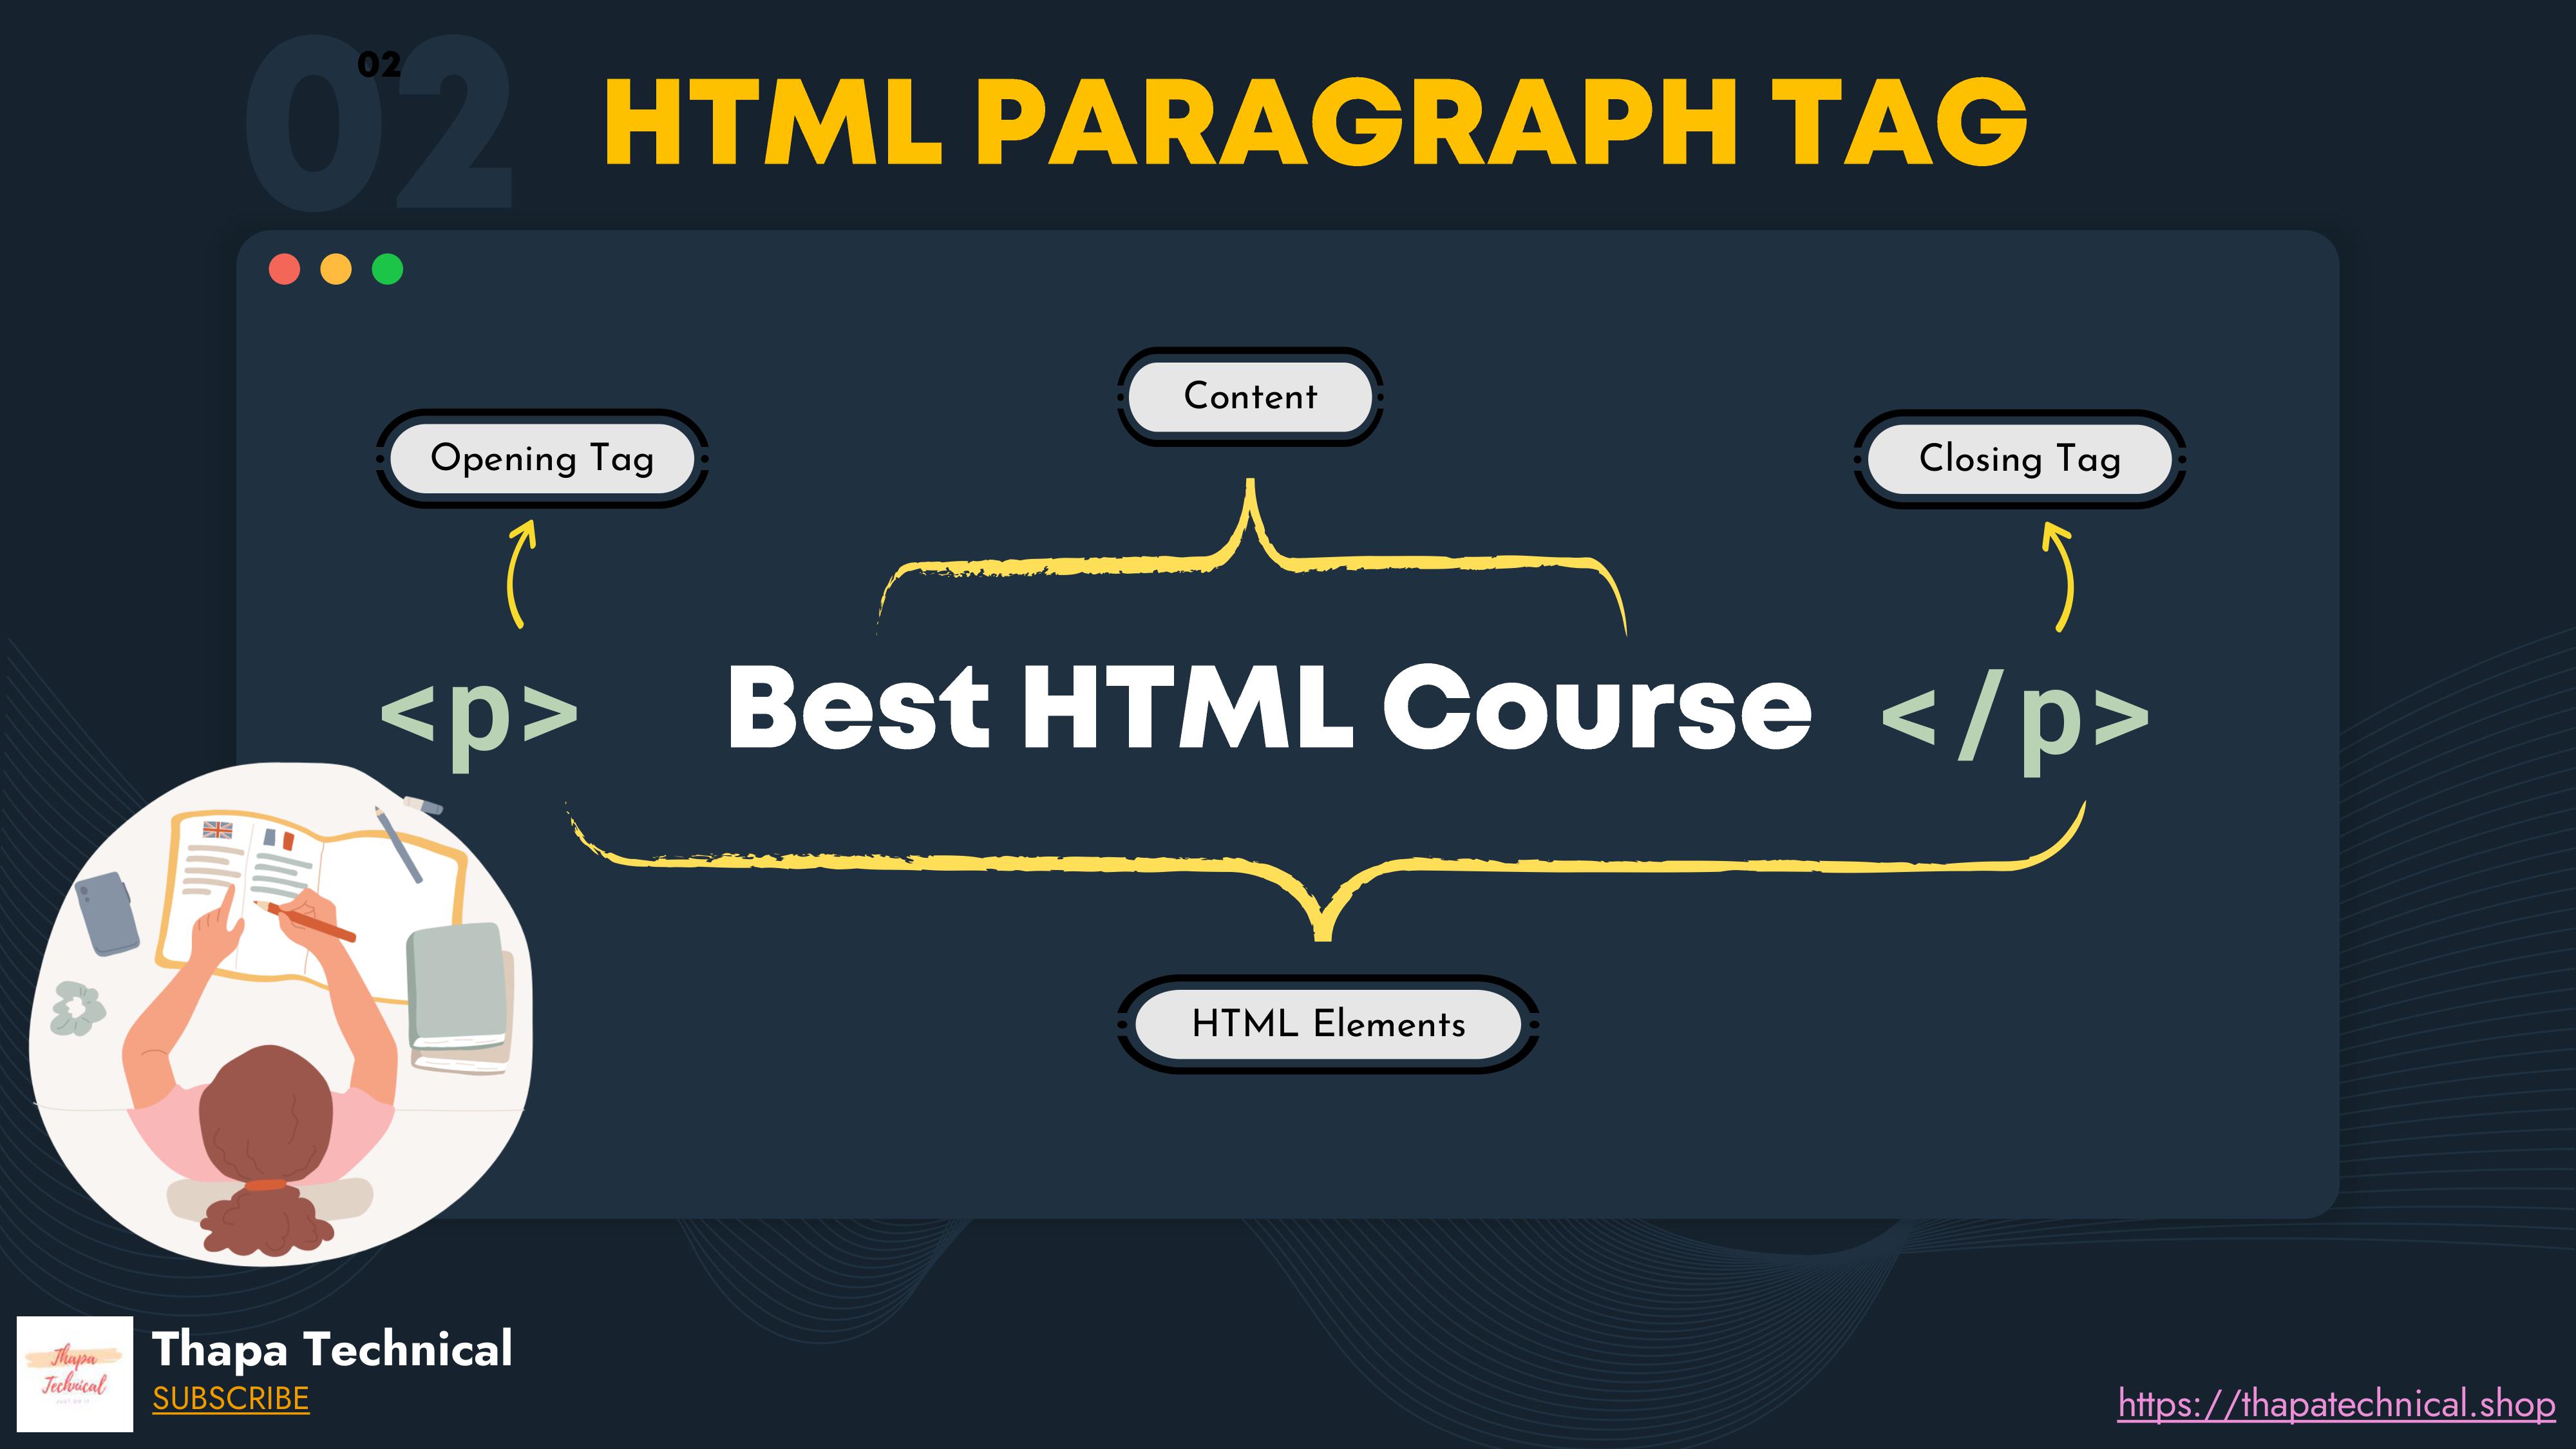 02
02
HTML PARAGRAPH TAG
Content
Opening Tag
Closing Tag
<p> Best HTML Course </p>
HTML Elements
Thapa
Technical
Thapa Technical
SUBSCRIBE
https://thapatechnical.shop